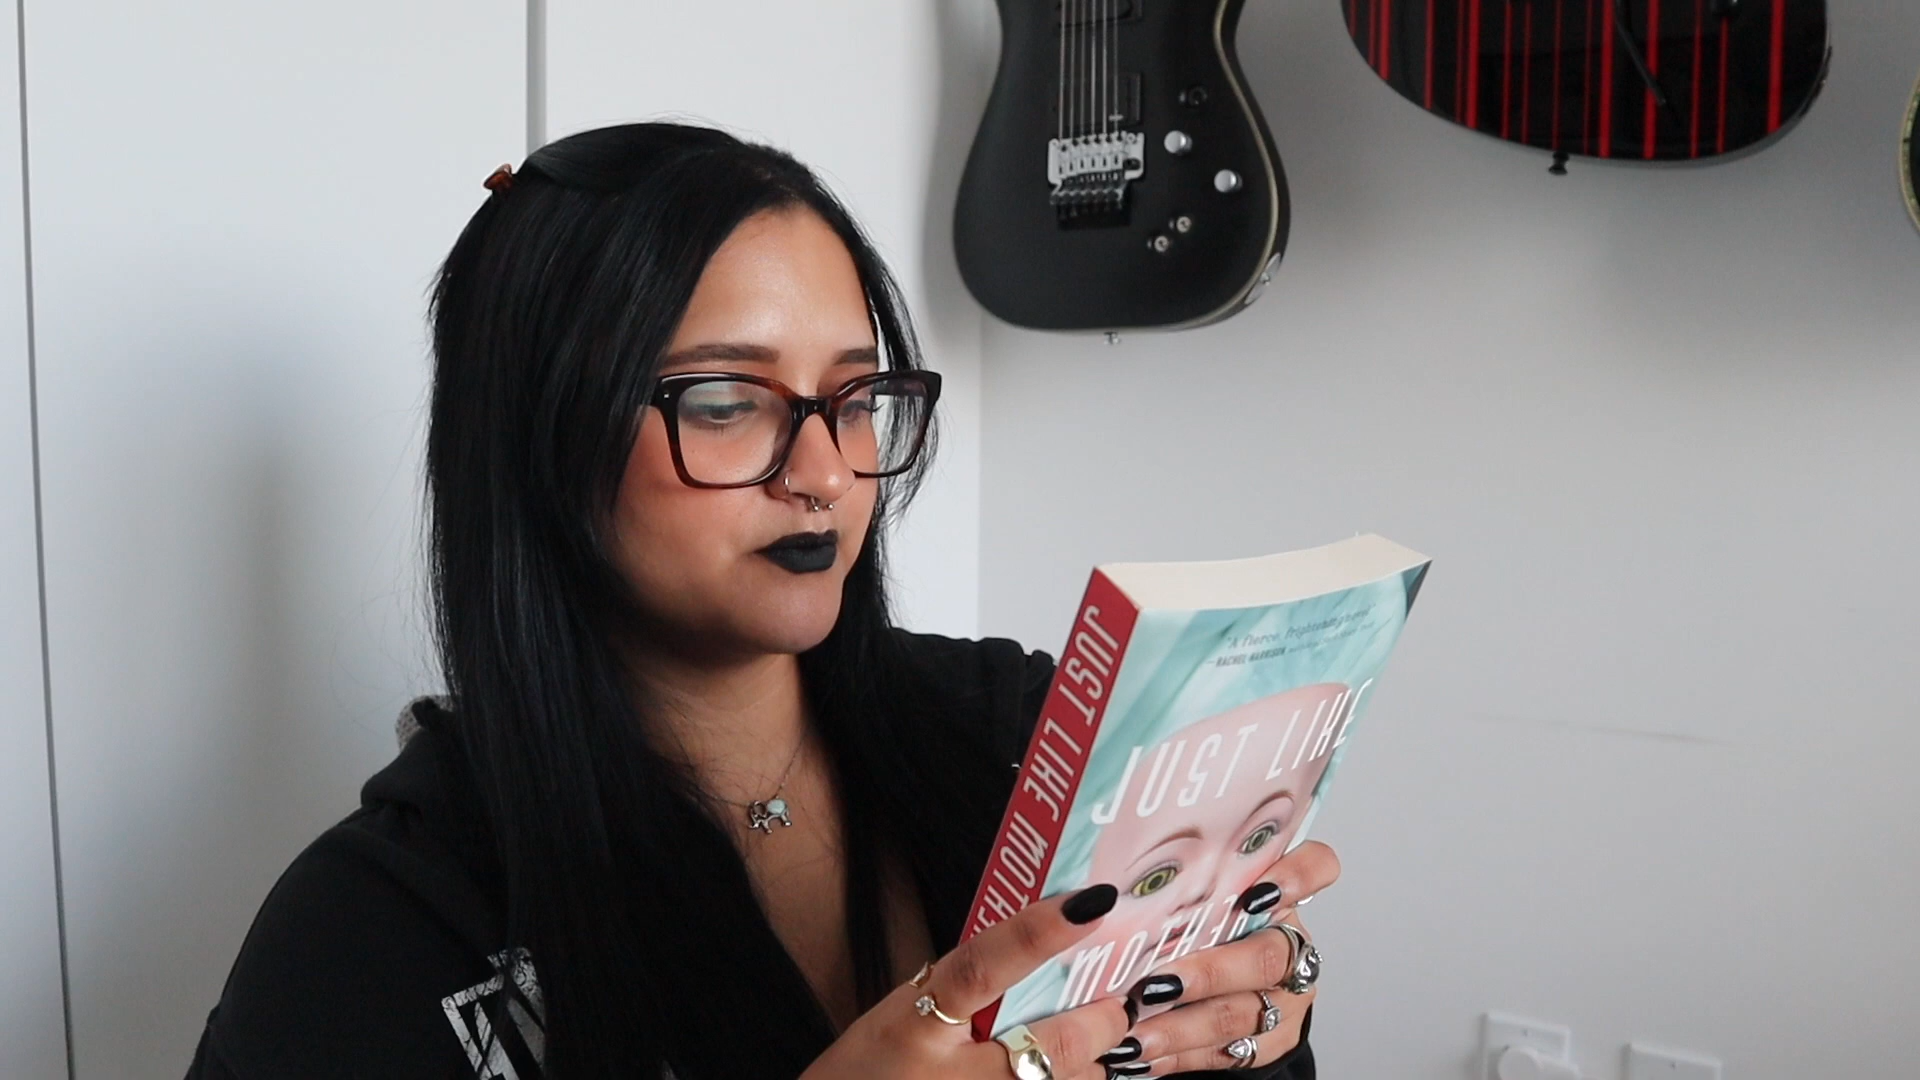 JUST LIKE MOTHER
"A fierce, frightening
—RACHEL HARRISON
JUST LIKE
MOTHER